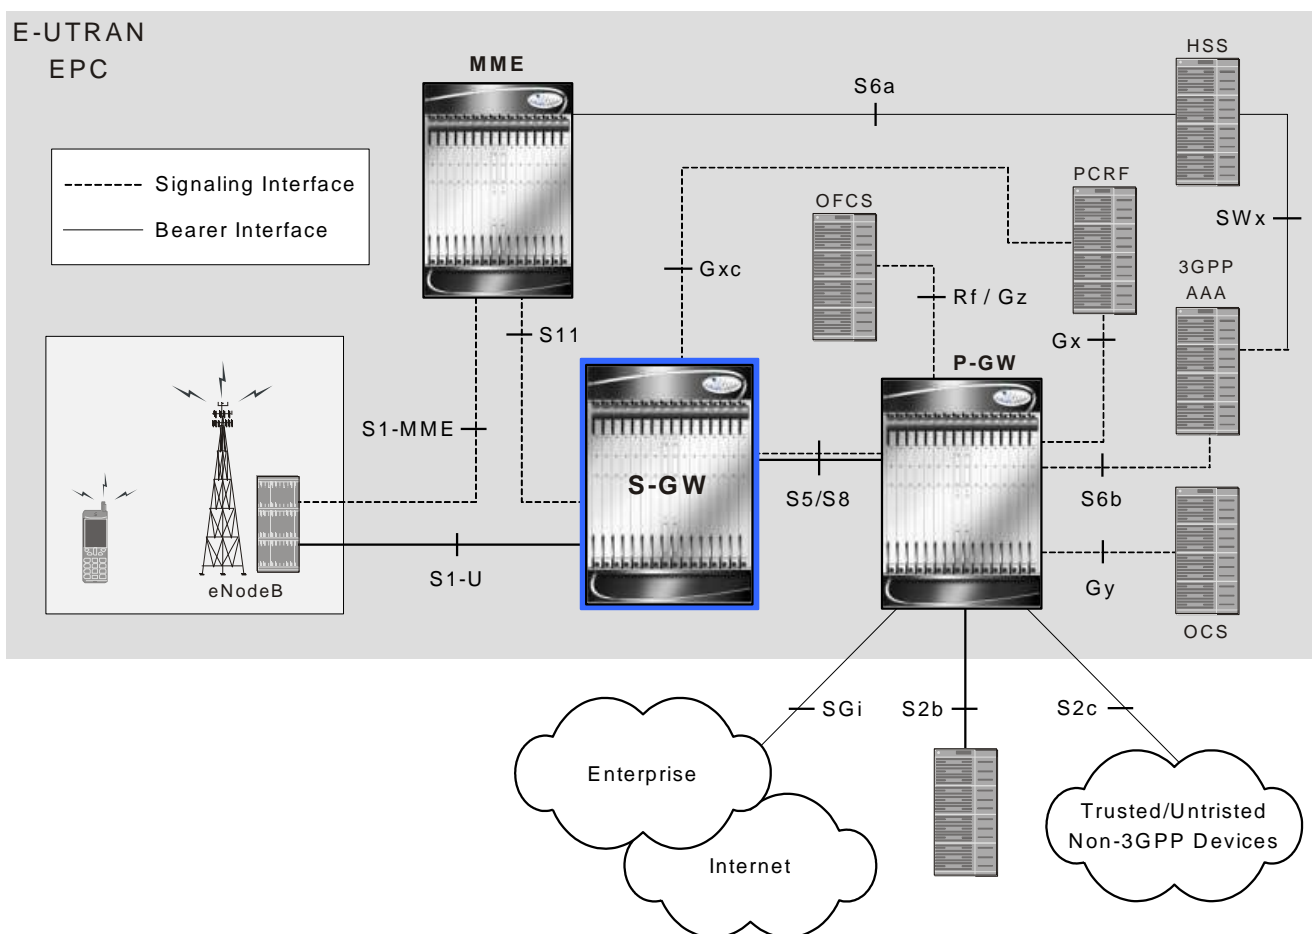 E-UTRAN
EPC
MME
HSS
S6a
Signaling Interface
Bearer Interface
OFCS
PCRF
SWx
Gxc
Rf / Gz
3GPP
AAA
S11
Gx
P-GW
S1-MME
S-GW
S5/S8
S6b
S1-U
eNodeB
Gy
OCS
SGi
S2b
S2c
Enterprise
Internet
Trusted/Untristed
Non-3GPP Devices